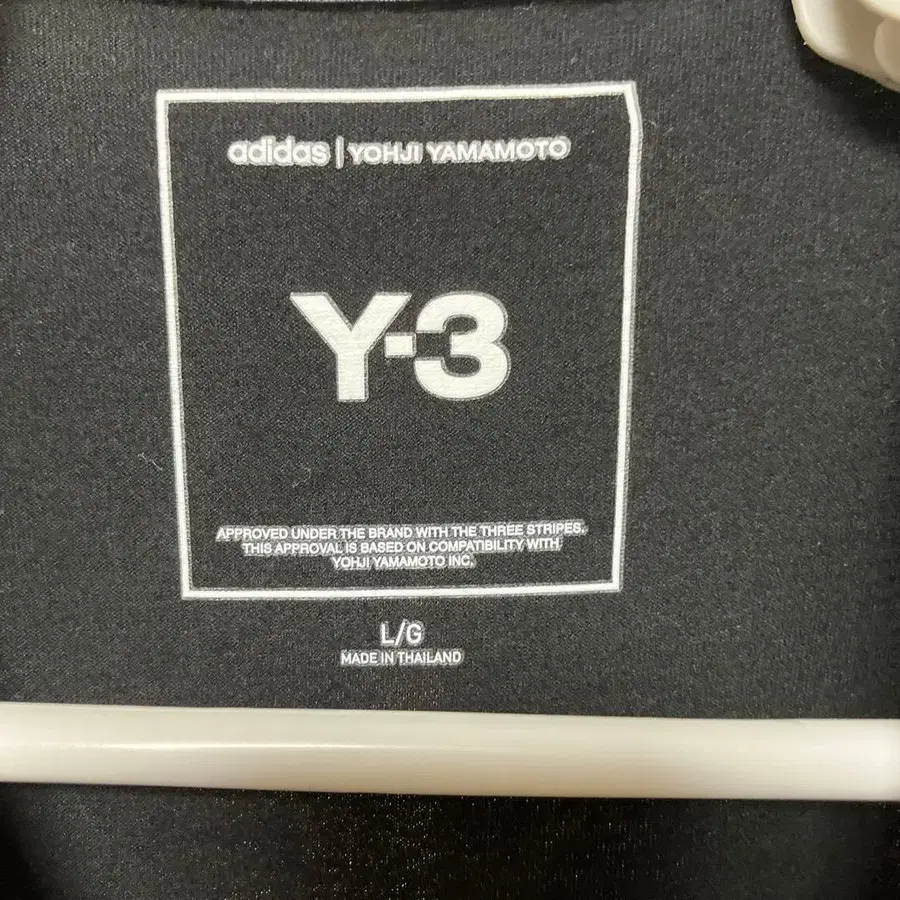 adidas | YOHJI YAMAMOTO
Y-3
APPROVED UNDER THE BRAND WITH THE THREE STRIPES.
THIS APPROVAL IS BASED ON COMPATIBILITY WITH
YOHJI YAMAMOTO INC.
L/G
MADE IN THAILAND